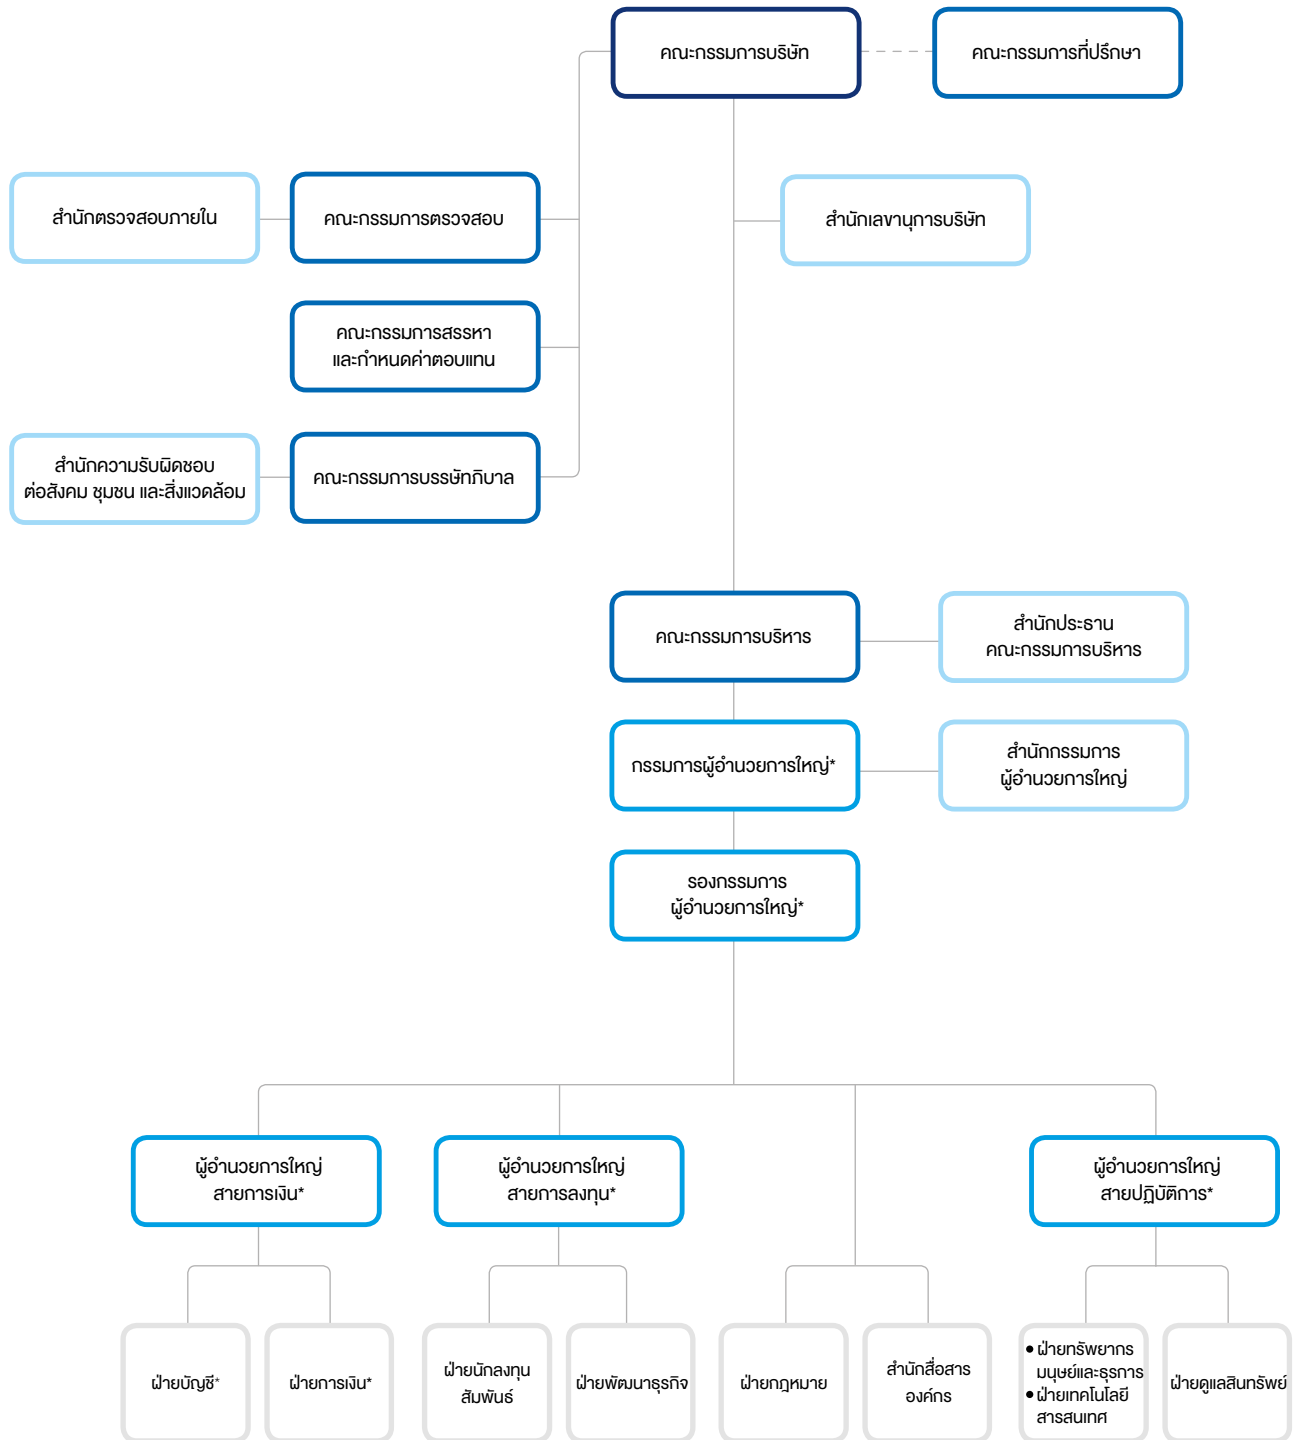 คณะกรรมการบริษัท
คณะกรรมการที่ปรึกษา
สำนักตรวจสอบภายใน
คณะกรรมการตรวจสอบ
สำนักเลขานุการบริษัท
คณะกรรมการสรรหา
และกำหนดค่าตอบแทน
สำนักความรับผิดชอบ
ต่อสังคม ชุมชน และสิ่งแวดล้อม
คณะกรรมการบรรษัทภิบาล
คณะกรรมการบริหาร
สำนักประธาน
คณะกรรมการบริหาร
กรรมการผู้อำนวยการใหญ่*
สำนักกรรมการ
ผู้อำนวยการใหญ่
รองกรรมการ
ผู้อำนวยการใหญ่*
ผู้อำนวยการใหญ่
สายการเงิน*
ผู้อำนวยการใหญ่
สายการลงทุน*
ผู้อำนวยการใหญ่
สายปฏิบัติการ*
ฝ่ายบัญชี*
ฝ่ายการเงิน*
ฝ่ายนักลงทุน
สัมพันธ์
ฝ่ายพัฒนาธุรกิจ
ฝ่ายกฎหมาย
สำนักสื่อสาร
องค์กร
• ฝ่ายทรัพยากร
มนุษย์และธุรการ
• ฝ่ายเทคโนโลยี
สารสนเทศ
ฝ่ายดูแลสินทรัพย์